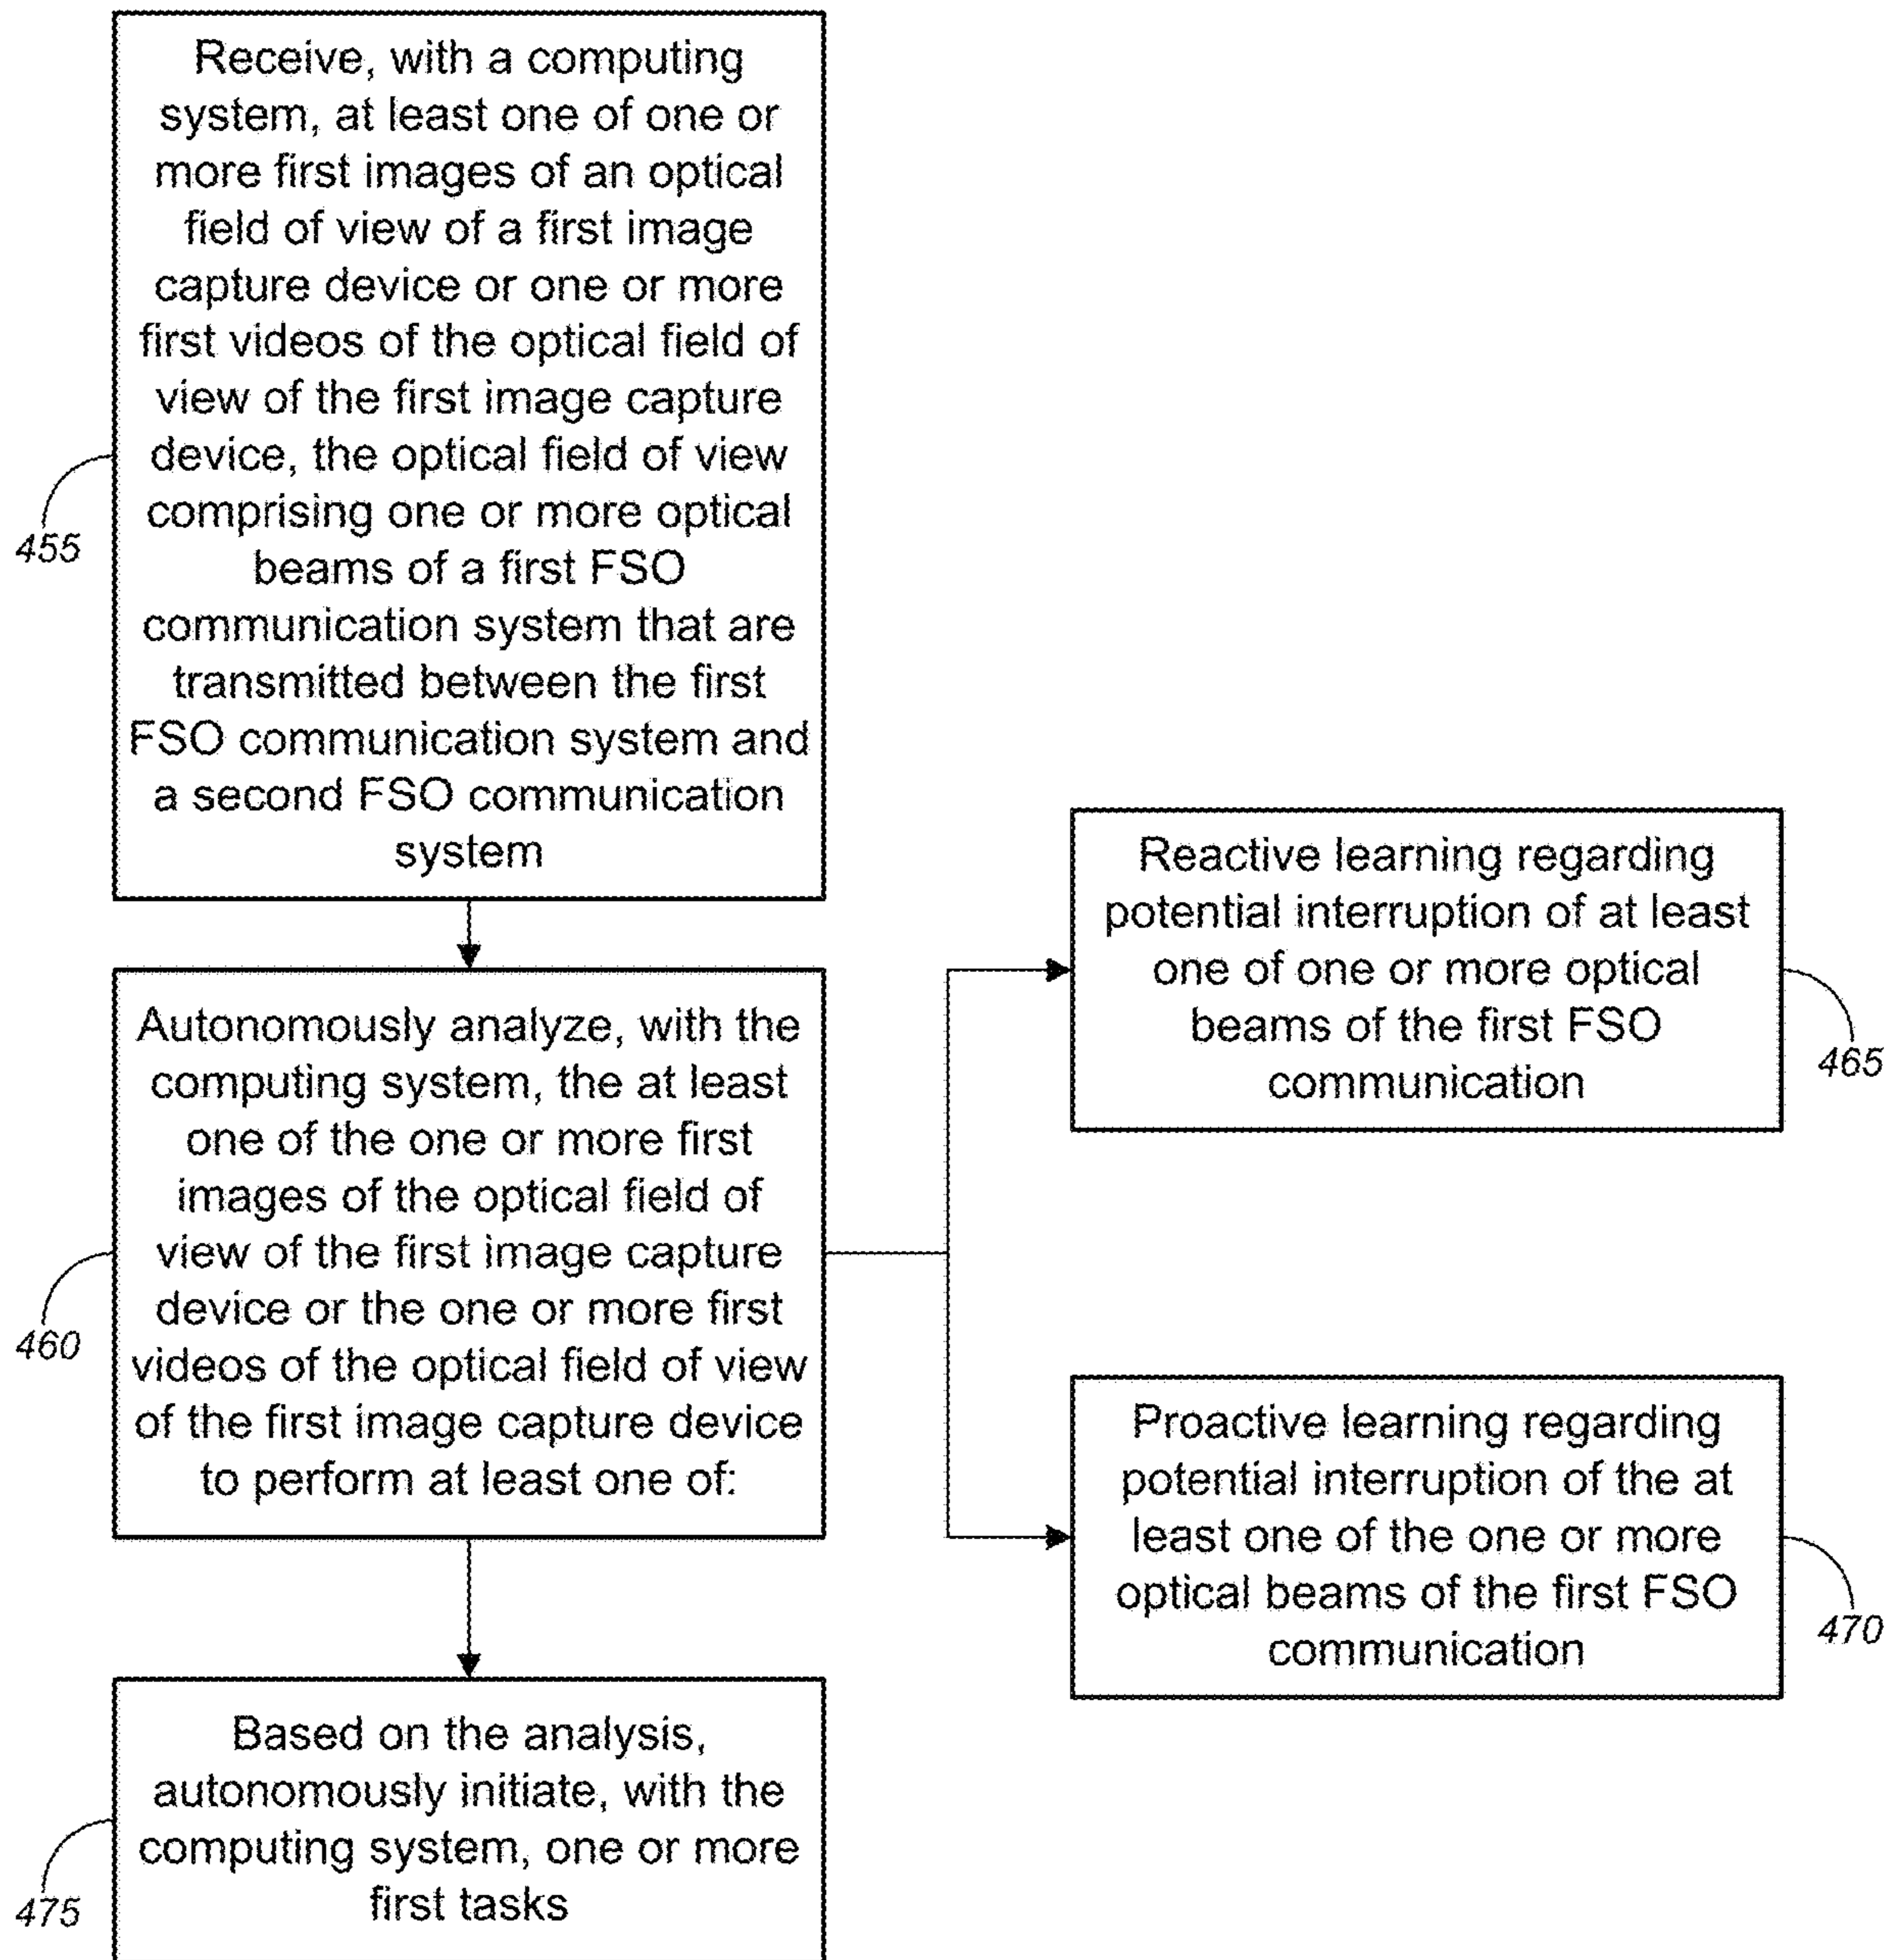 Receive, with a computing
system, at least one of one or
more first images of an optical
field of view of a first image
capture device or one or more
first videos of the optical field of
view of the first image capture
device, the optical field of view
comprising one or more optical
beams of a first FSO
communication system that are
transmitted between the first
FSO communication system and
a second FSO communication
system
455
Autonomously analyze, with the
computing system, the at least
one of the one or more first
images of the optical field of
view of the first image capture
device or the one or more first
videos of the optical field of view
of the first image capture device
to perform at least one of:
460
Reactive learning regarding
potential interruption of at least
one of one or more optical
beams of the first FSO
communication
465
Proactive learning regarding
potential interruption of the at
least one of the one or more
optical beams of the first FSO
communication
470
Based on the analysis,
autonomously initiate, with the
computing system, one or more
first tasks
475